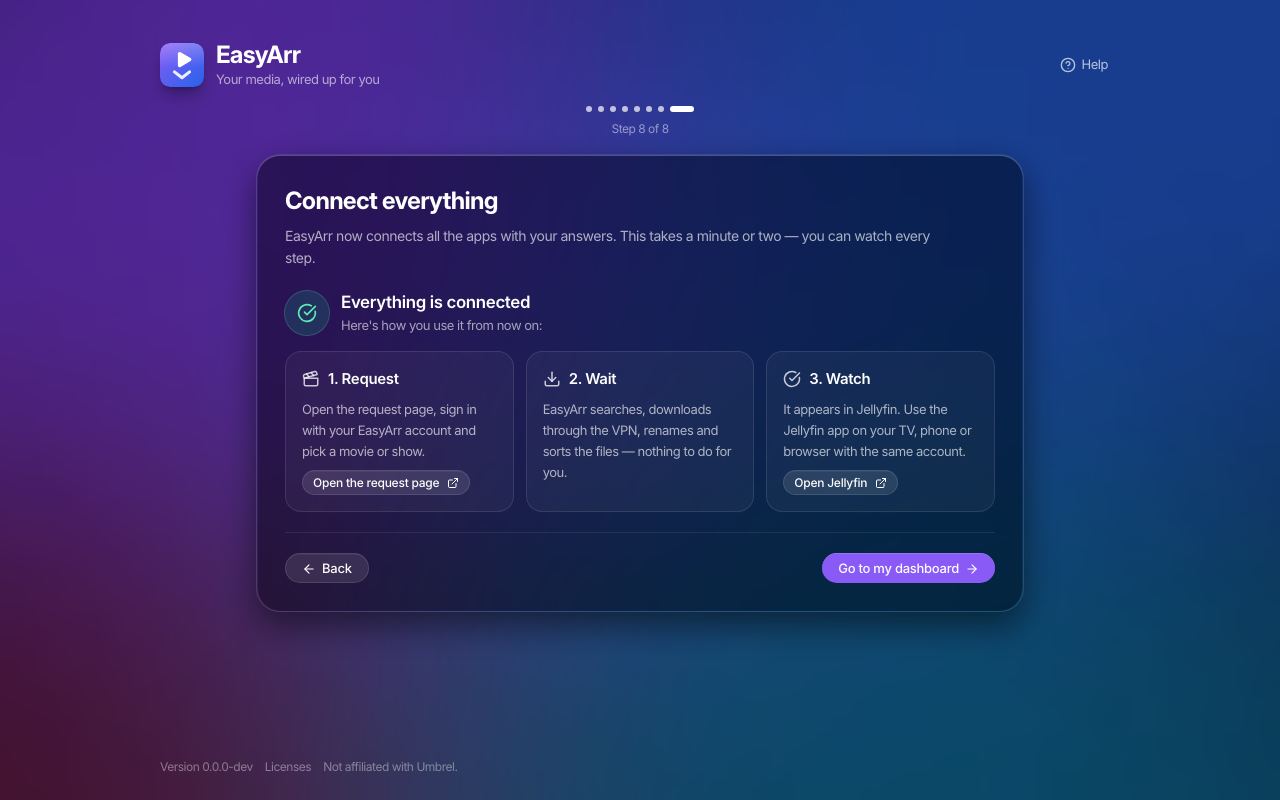 EasyArr
Your media, wired up for you
Help
Step 8 of 8
Connect everything
EasyArr now connects all the apps with your answers. This takes a minute or two — you can watch every
step.
Everything is connected
Here's how you use it from now on:
1. Request
Open the request page, sign in
with your EasyArr account and
pick a movie or show.
Open the request page
2. Wait
EasyArr searches, downloads
through the VPN, renames and
sorts the files — nothing to do for
you.
3. Watch
It appears in Jellyfin. Use the
Jellyfin app on your TV, phone or
browser with the same account.
Open Jellyfin
Back
Go to my dashboard
Version 0.0.0-dev Licenses Not affiliated with Umbrel.